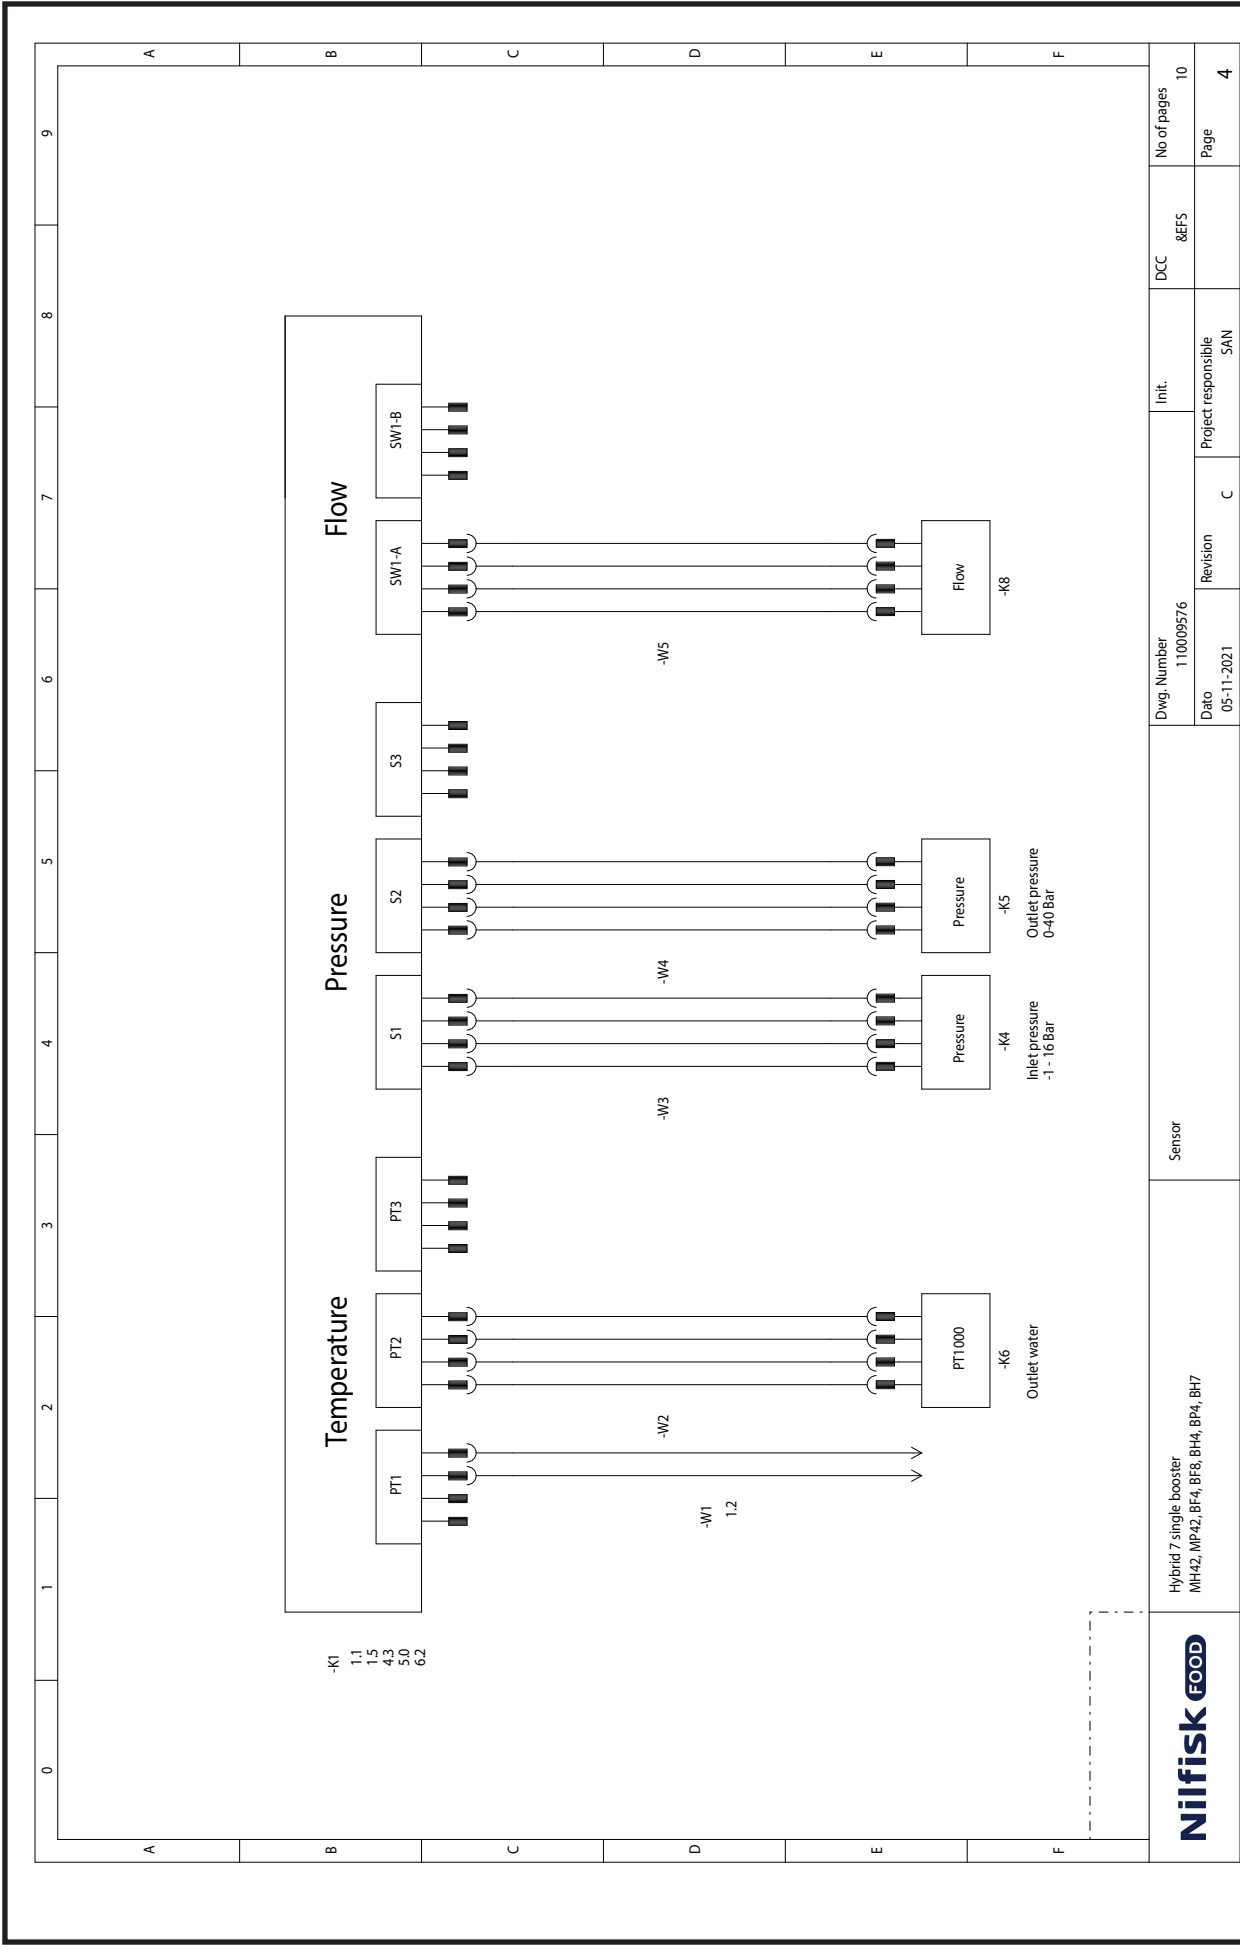 0 1 2 3 4 5 6 7 8 9
A
A
B
B
C
C
D
D
E
E
F
F
-K1
1.1
1.5
4.3
5.0
6.2
Temperature Pressure Flow
PT1 PT2 PT3 S1 S2 S3 SW1-A SW1-B
-W1
1.2
-W2
-W3
-W4
-W5
PT1000
-K6
Outlet water
Pressure
-K4
Inlet pressure
-1 - 16 Bar
Pressure
-K5
Outlet pressure
0-40 Bar
Flow
-K8
Nilfisk FOOD
Hybrid 7 single booster
MH42, MP42, BF4, BF8, BH4, BP4, BH7
Sensor
Dwg. Number
110009576
Init.
DCC
&EFS
No of pages
10
Dato
05-11-2021
Revision
C
Project responsible
SAN
Page
4